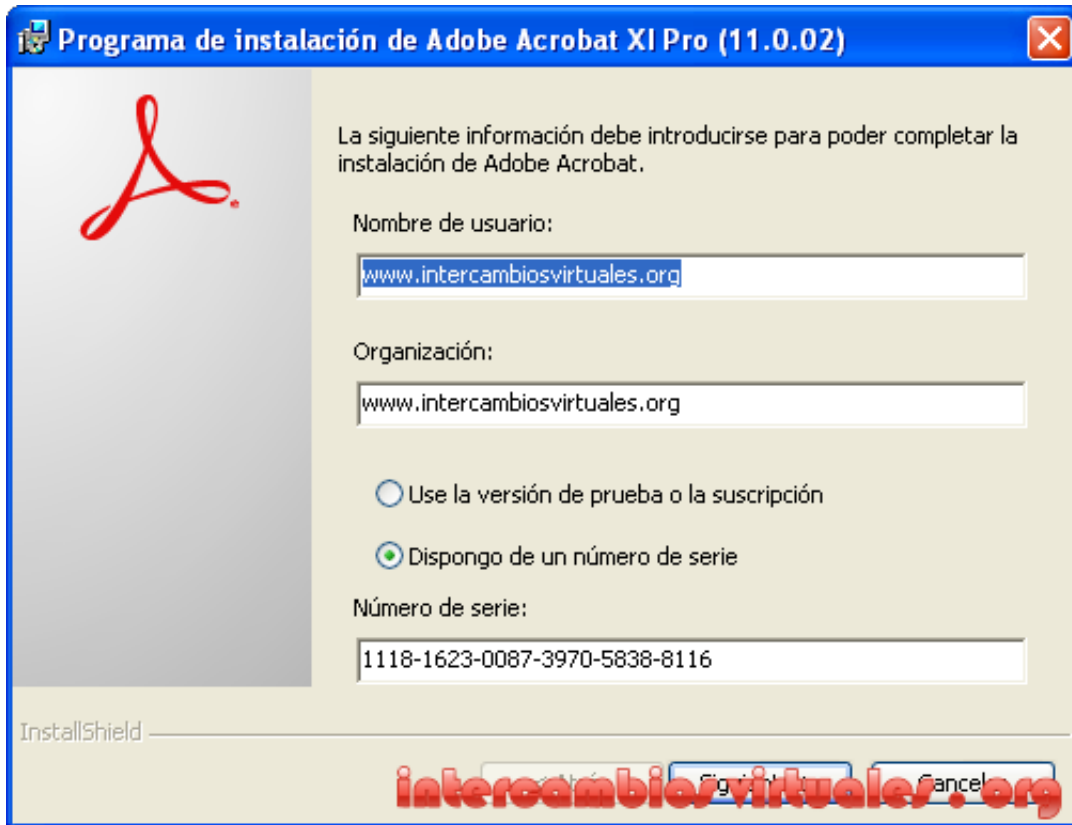 Programa de instalación de Adobe Acrobat XI Pro (11.0.02)
La siguiente información debe introducirse para poder completar la
instalación de Adobe Acrobat.
Nombre de usuario:
www.intercambiosvirtuales.org
Organización:
www.intercambiosvirtuales.org
Use la versión de prueba o la suscripción
Dispongo de un número de serie
Número de serie:
1118-1623-0087-3970-5838-8116
InstallShield
intercambiosvirtuales.org